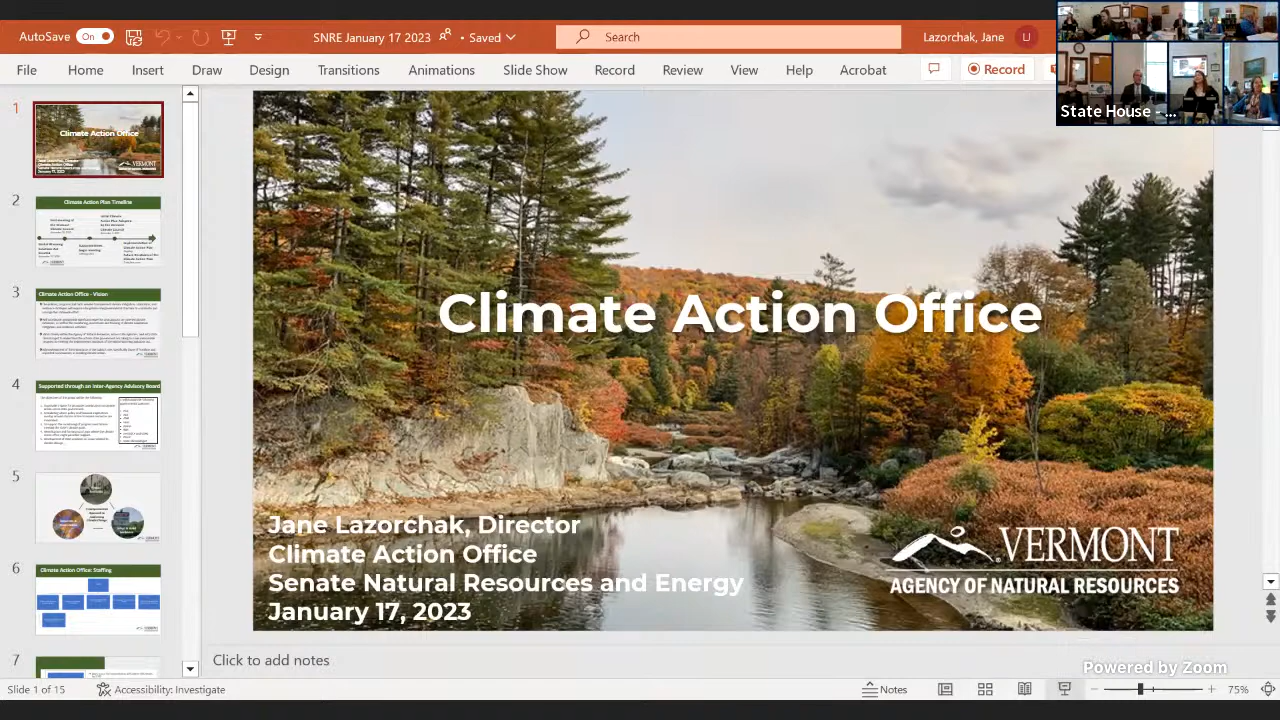 AutoSave
On
SNRE January 17 2023
• Saved
Search
Lazorchak, Jane
LJ
File
Home
Insert
Draw
Design
Transitions
Animations
Slide Show
Record
Review
View
Help
Acrobat
Record
State House - ...
1
Climate Action Office
2
Climate Action Plan Timeline
3
Climate Action Office - Vision
4
Supported through an Inter-Agency Advisory Board
5
6
Climate Action Office: Staffing
7
Climate Action Office
Jane Lazorchak, Director
Climate Action Office
Senate Natural Resources and Energy
January 17, 2023
VERMONT
AGENCY OF NATURAL RESOURCES
Click to add notes
Powered by Zoom
Slide 1 of 15
Accessibility: Investigate
Notes
75%